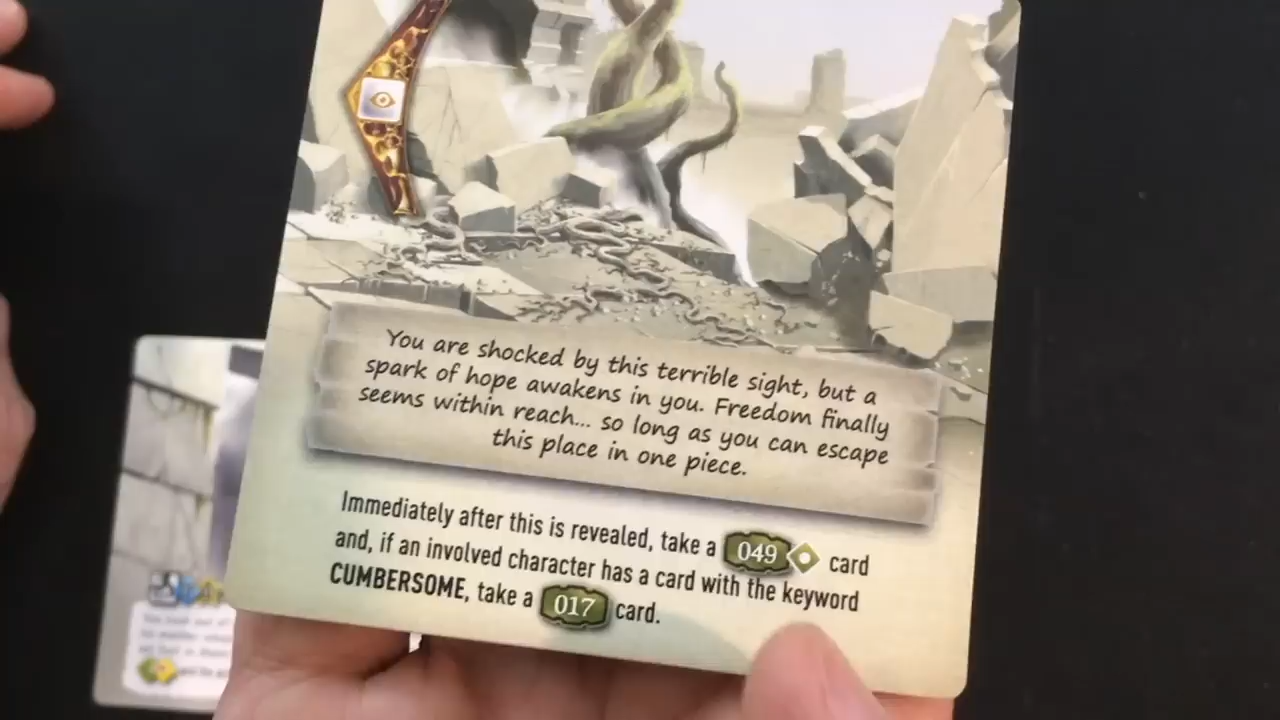 You are shocked by this terrible sight, but a
spark of hope awakens in you. Freedom finally
seems within reach... so long as you can escape
this place in one piece.
Immediately after this is revealed, take a 049 card
and, if an involved character has a card with the keyword
CUMBERSOME, take a 017 card.